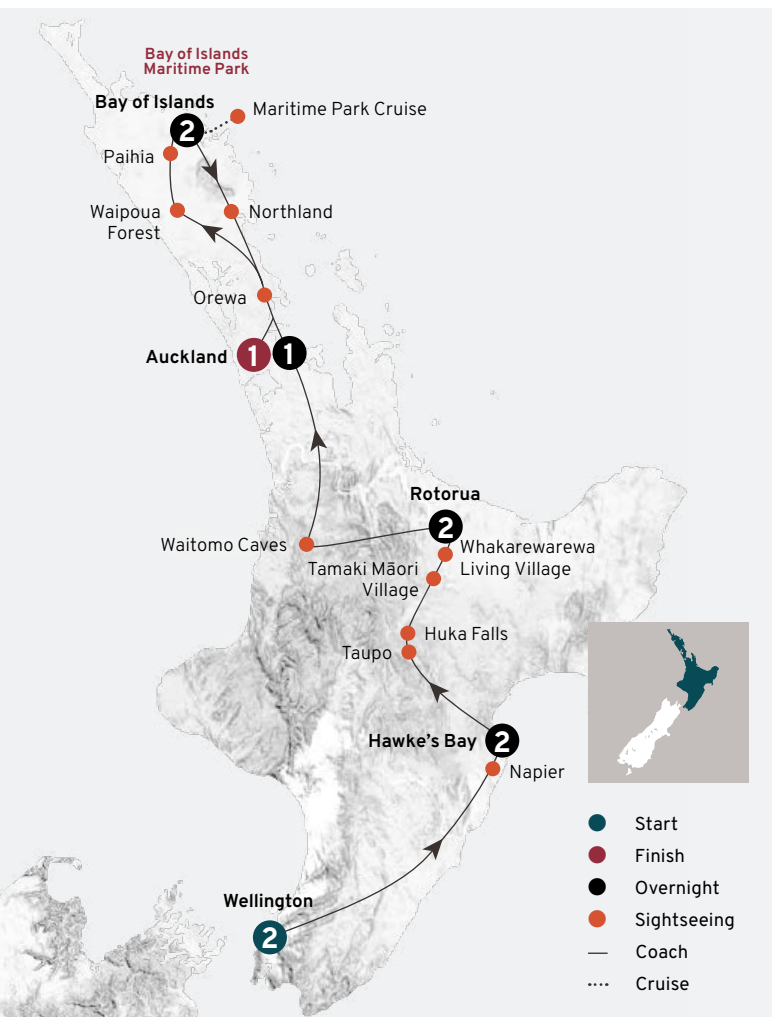 Bay of Islands
Maritime Park
Bay of Islands
Maritime Park Cruise
2
Paihia
Waipoua
Forest
Northland
Orewa
Auckland
1
1
Rotorua
2
Waitomo Caves
Whakarewarewa
Living Village
Tamaki Māori
Village
Huka Falls
Taupo
Hawke's Bay
2
Napier
Wellington
2
Start
Finish
Overnight
Sightseeing
Coach
Cruise